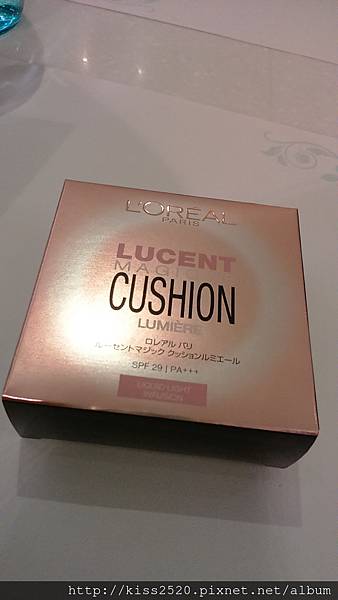 L'ORÉAL
PARIS
LUCENT
MAGIC
CUSHION
LUMIÈRE
ロレアル パリ
ルーセントマジック クッションルミエール
SPF 29 | PA+++
LIQUID LIGHT
INFUSION
http://kiss2520.pixnet.net/album